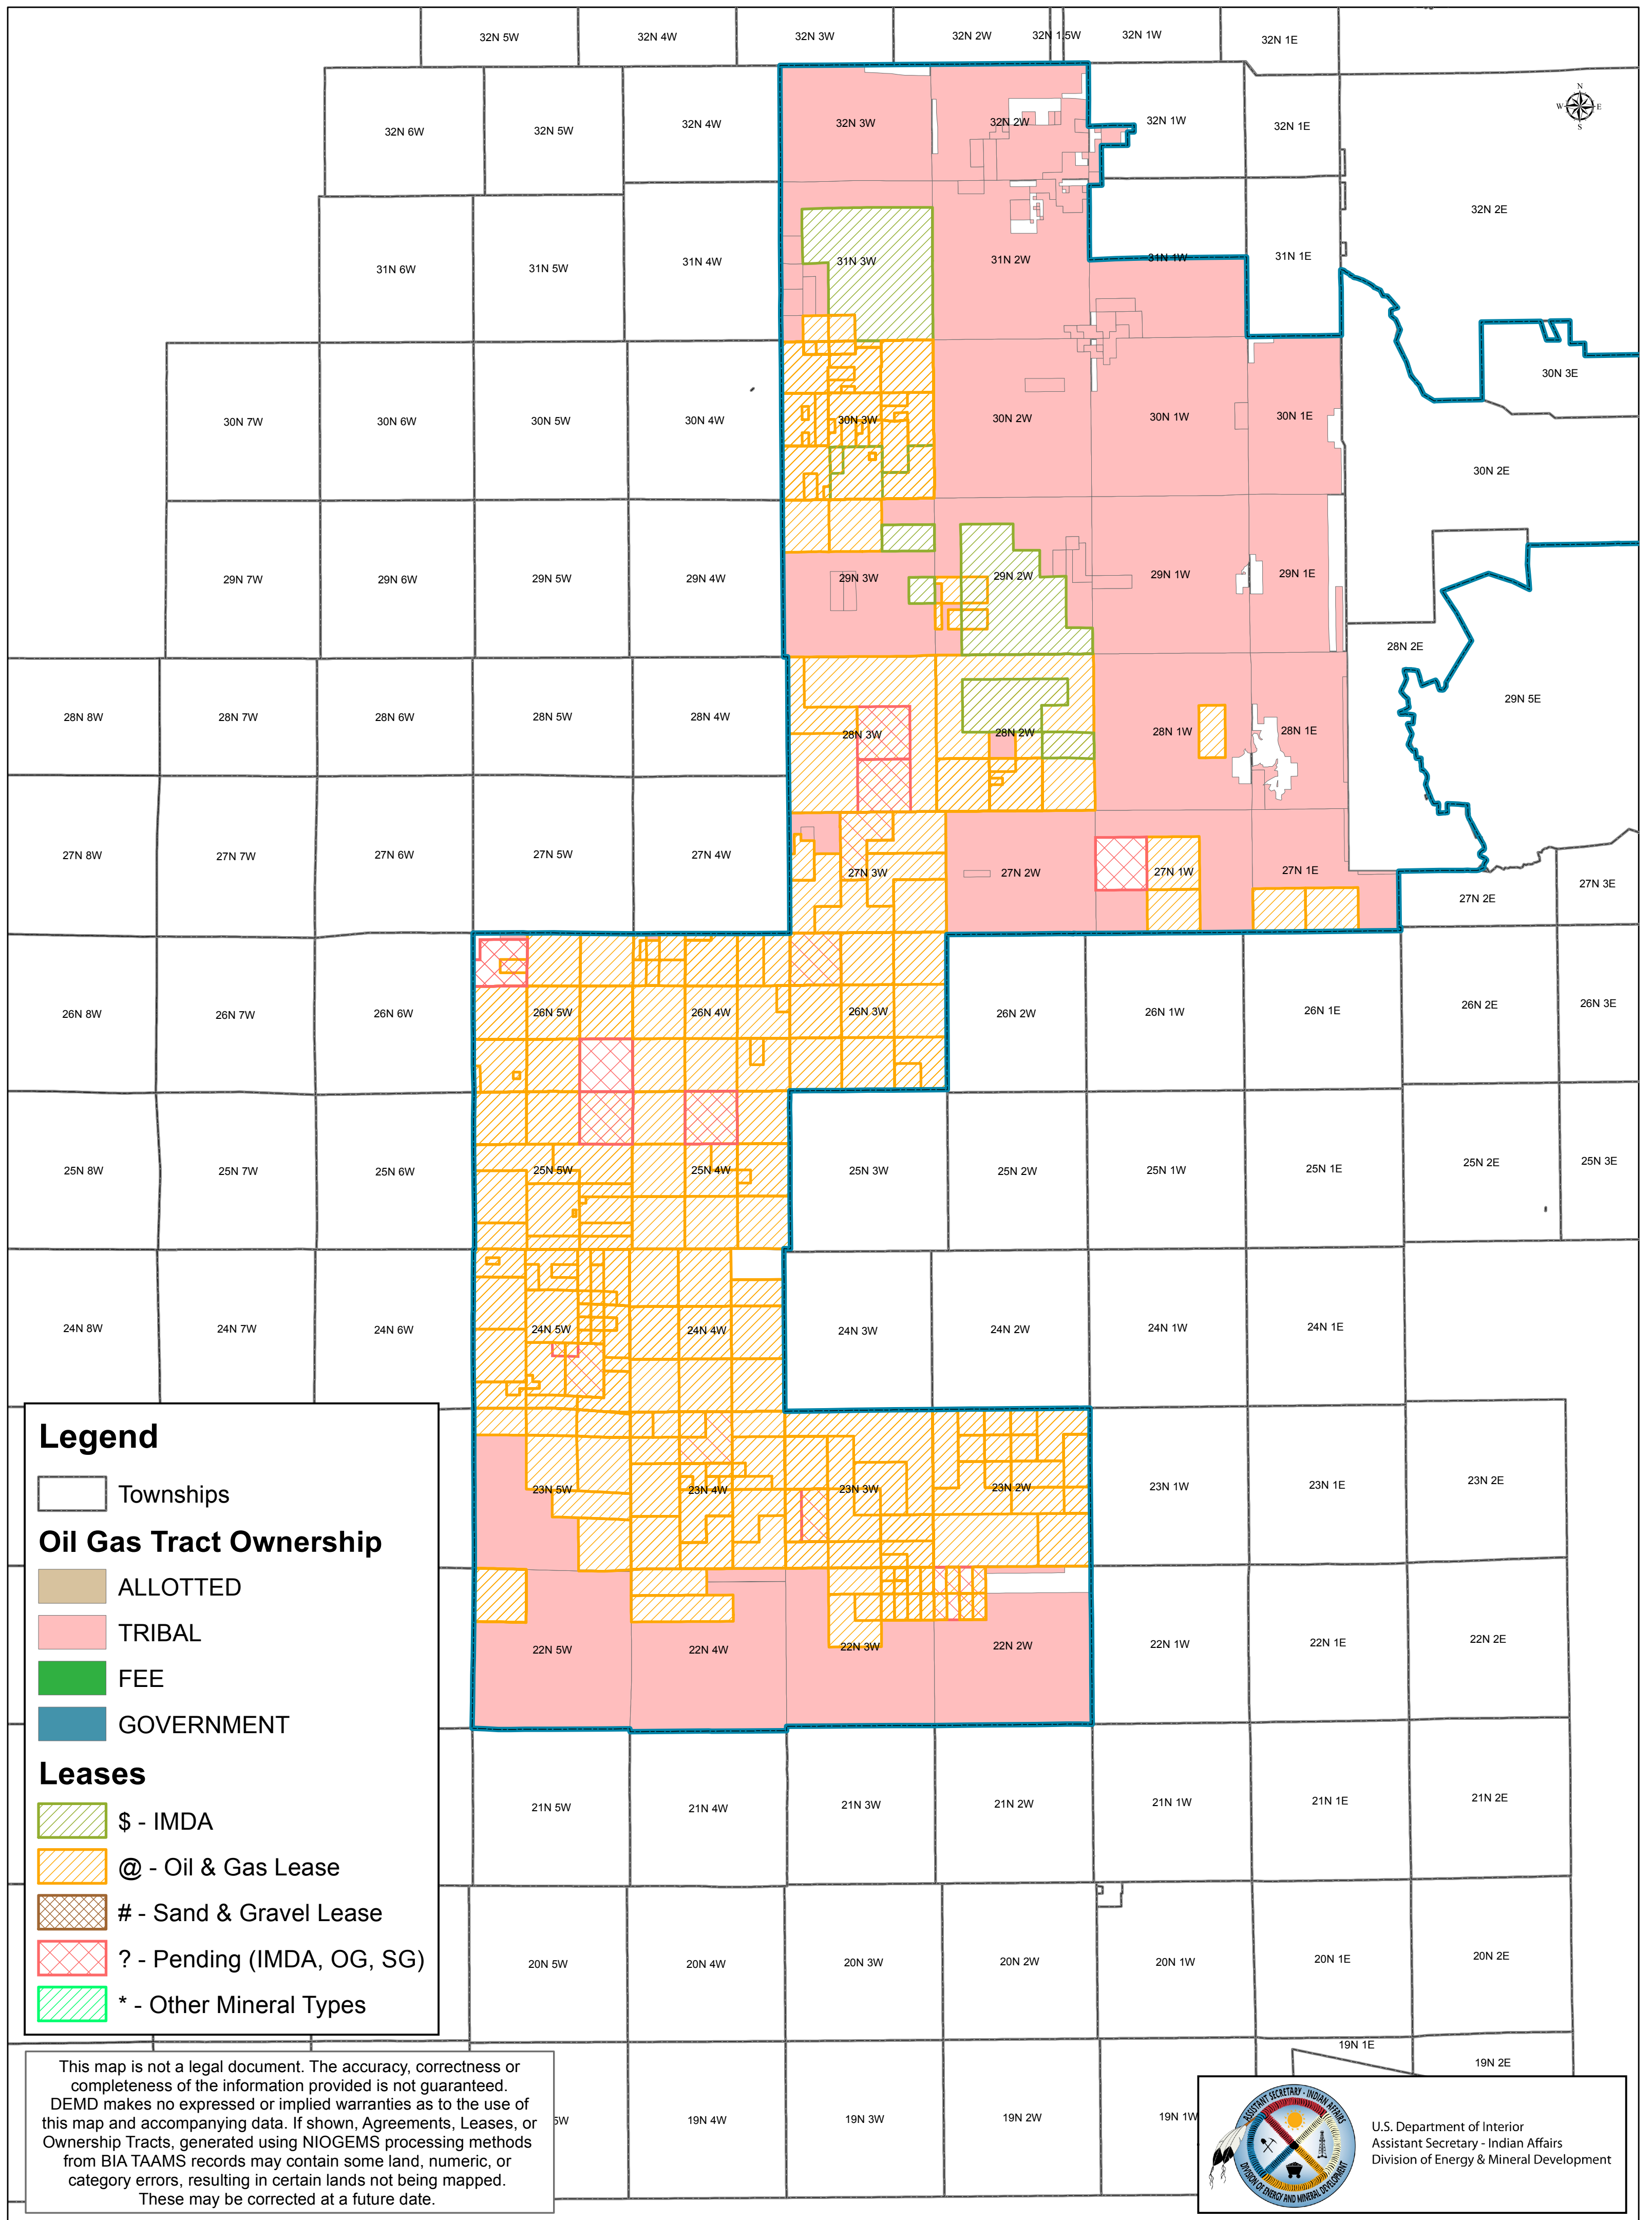 32N 5W
32N 4W
32N 3W
32N 2W
32N 1.5W
32N 1W
32N 1E
N
W
E
S
32N 6W
32N 5W
32N 4W
32N 3W
32N 2W
32N 1W
32N 1E
32N 2E
31N 6W
31N 5W
31N 4W
31N 3W
31N 2W
31N 1W
31N 1E
30N 3E
30N 7W
30N 6W
30N 5W
30N 4W
30N 3W
30N 2W
30N 1W
30N 1E
30N 2E
29N 7W
29N 6W
29N 5W
29N 4W
29N 3W
29N 2W
29N 1W
29N 1E
28N 2E
29N 5E
28N 8W
28N 7W
28N 6W
28N 5W
28N 4W
28N 3W
28N 2W
28N 1W
28N 1E
27N 8W
27N 7W
27N 6W
27N 5W
27N 4W
27N 3W
27N 2W
27N 1W
27N 1E
27N 2E
27N 3E
26N 8W
26N 7W
26N 6W
26N 5W
26N 4W
26N 3W
26N 2W
26N 1W
26N 1E
26N 2E
26N 3E
25N 8W
25N 7W
25N 6W
25N 5W
25N 4W
25N 3W
25N 2W
25N 1W
25N 1E
25N 2E
25N 3E
24N 8W
24N 7W
24N 6W
24N 5W
24N 4W
24N 3W
24N 2W
24N 1W
24N 1E
23N 5W
23N 4W
23N 3W
23N 2W
23N 1W
23N 1E
23N 2E
22N 5W
22N 4W
22N 3W
22N 2W
22N 1W
22N 1E
22N 2E
21N 5W
21N 4W
21N 3W
21N 2W
21N 1W
21N 1E
21N 2E
20N 5W
20N 4W
20N 3W
20N 2W
20N 1W
20N 1E
20N 2E
19N 1E
19N 2E
5W
19N 4W
19N 3W
19N 2W
19N 1W
Legend
Townships
Oil Gas Tract Ownership
ALLOTTED
TRIBAL
FEE
GOVERNMENT
Leases
$ - IMDA
@ - Oil & Gas Lease
# - Sand & Gravel Lease
? - Pending (IMDA, OG, SG)
* - Other Mineral Types
This map is not a legal document. The accuracy, correctness or
completeness of the information provided is not guaranteed.
DEMD makes no expressed or implied warranties as to the use of
this map and accompanying data. If shown, Agreements, Leases, or
Ownership Tracts, generated using NIOGEMS processing methods
from BIA TAAMS records may contain some land, numeric, or
category errors, resulting in certain lands not being mapped.
These may be corrected at a future date.
ASSISTANT SECRETARY - INDIAN AFFAIRS
DIVISION OF ENERGY AND MINERAL DEVELOPMENT
U.S. Department of Interior
Assistant Secretary - Indian Affairs
Division of Energy & Mineral Development